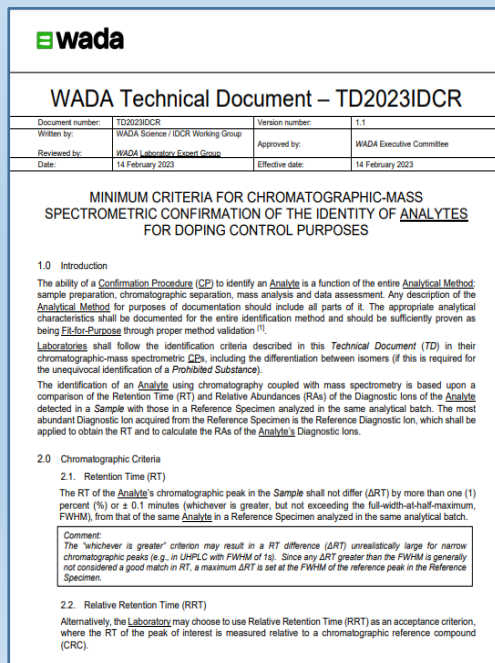 wada
WADA Technical Document – TD2023IDCR
Document number: TD2023IDCR Version number: 1.1
Written by: WADA Science / IDCR Working Group Approved by: WADA Executive Committee
Reviewed by: WADA Laboratory Expert Group
Date: 14 February 2023 Effective date: 14 February 2023
MINIMUM CRITERIA FOR CHROMATOGRAPHIC-MASS
SPECTROMETRIC CONFIRMATION OF THE IDENTITY OF ANALYTES
FOR DOPING CONTROL PURPOSES
1.0 Introduction
The ability of a Confirmation Procedure (CP) to identify an Analyte is a function of the entire Analytical Method:
sample preparation, chromatographic separation, mass analysis and data assessment. Any description of the
Analytical Method for purposes of documentation should include all parts of it. The appropriate analytical
characteristics shall be documented for the entire identification method and should be sufficiently proven as
being Fit-for-Purpose through proper method validation [1].
Laboratories shall follow the identification criteria described in this Technical Document (TD) in their
chromatographic-mass spectrometric CPs, including the differentiation between isomers (if this is required for
the unequivocal identification of a Prohibited Substance).
The identification of an Analyte using chromatography coupled with mass spectrometry is based upon a
comparison of the Retention Time (RT) and Relative Abundances (RAs) of the Diagnostic Ions of the Analyte
detected in a Sample with those in a Reference Specimen analyzed in the same analytical batch. The most
abundant Diagnostic Ion acquired from the Reference Specimen is the Reference Diagnostic Ion, which shall be
applied to obtain the RT and to calculate the RAs of the Analyte's Diagnostic Ions.
2.0 Chromatographic Criteria
2.1. Retention Time (RT)
The RT of the Analyte's chromatographic peak in the Sample shall not differ (ΔRT) by more than one (1)
percent (%) or ± 0.1 minutes (whichever is greater, but not exceeding the full-width-at-half-maximum,
FWHM), from that of the same Analyte in a Reference Specimen analyzed in the same analytical batch.
Comment:
The "whichever is greater" criterion may result in a RT difference (ΔRT) unrealistically large for narrow
chromatographic peaks (e.g., in UHPLC with FWHM of 1s). Since any ΔRT greater than the FWHM is generally
not considered a good match in RT, a maximum ΔRT is set at the FWHM of the reference peak in the Reference
Specimen.
2.2. Relative Retention Time (RRT)
Alternatively, the Laboratory may choose to use Relative Retention Time (RRT) as an acceptance criterion,
where the RT of the peak of interest is measured relative to a chromatographic reference compound
(CRC).